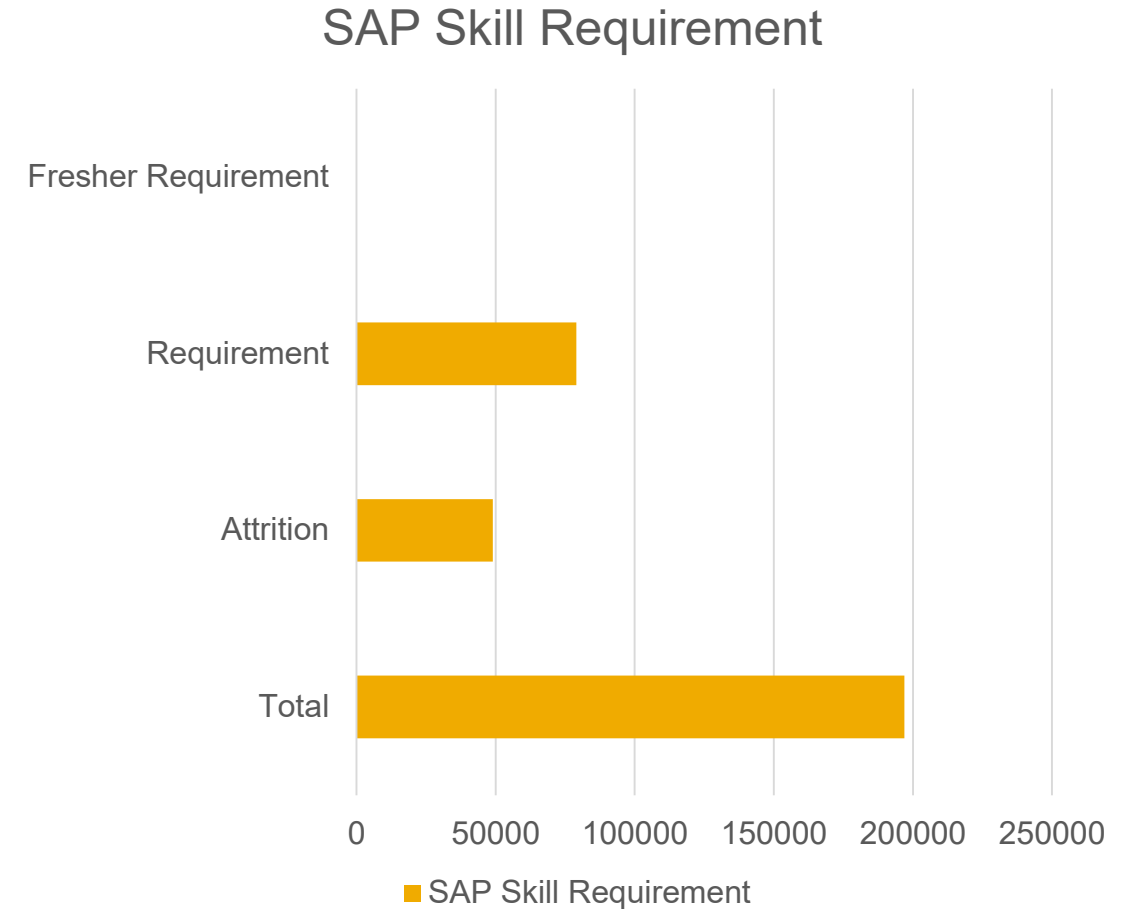 SAP Skill Requirement
Fresher Requirement
Requirement
Attrition
Total
0 50000 100000 150000 200000 250000
SAP Skill Requirement